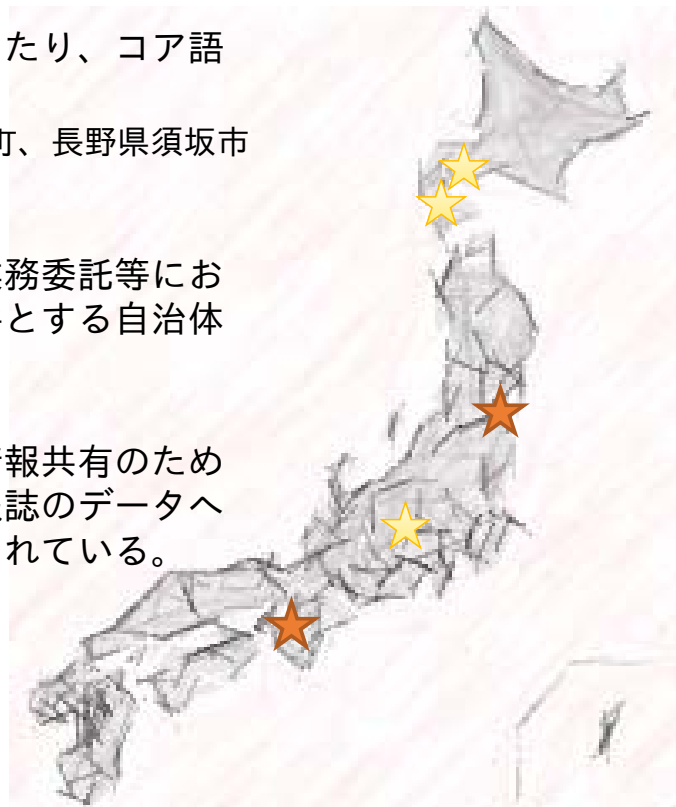 たり、コア語
町、長野県須坂市
業務委託等にお
とする自治体
情報共有のため
誌のデータへ
れている。